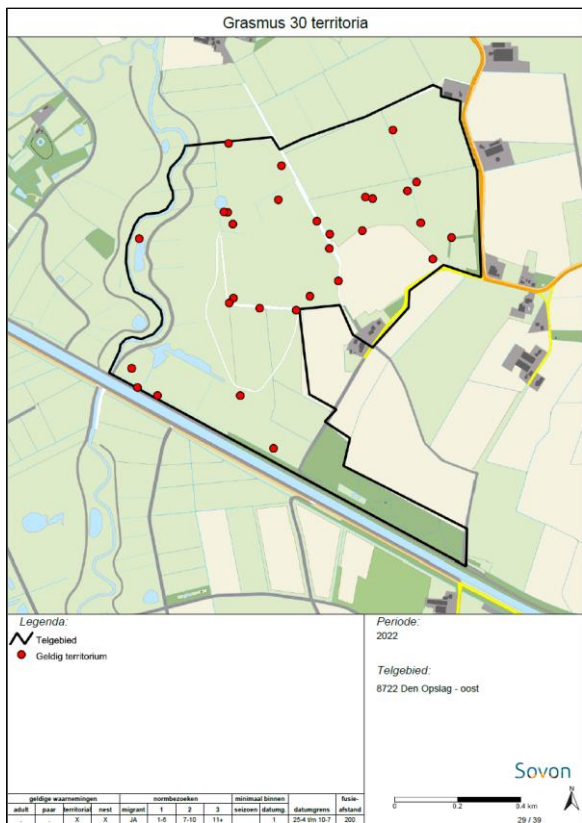 Grasmus 30 territoria
Legenda:
Telgebied
Geldig territorium
Periode:
2022
Telgebied:
8722 Den Opslag - oost
Sovon
0 0.2 0.4 km
N
29 / 39
geldige waarnemingen normbezoeken minimaal binnen fusie-
adult paar territorial nest migrant 1 2 3 seizoen datumg. datumgrens afstand
. . X X JA 1-6 7-10 11+ . 1 25-4 t/m 10-7 200